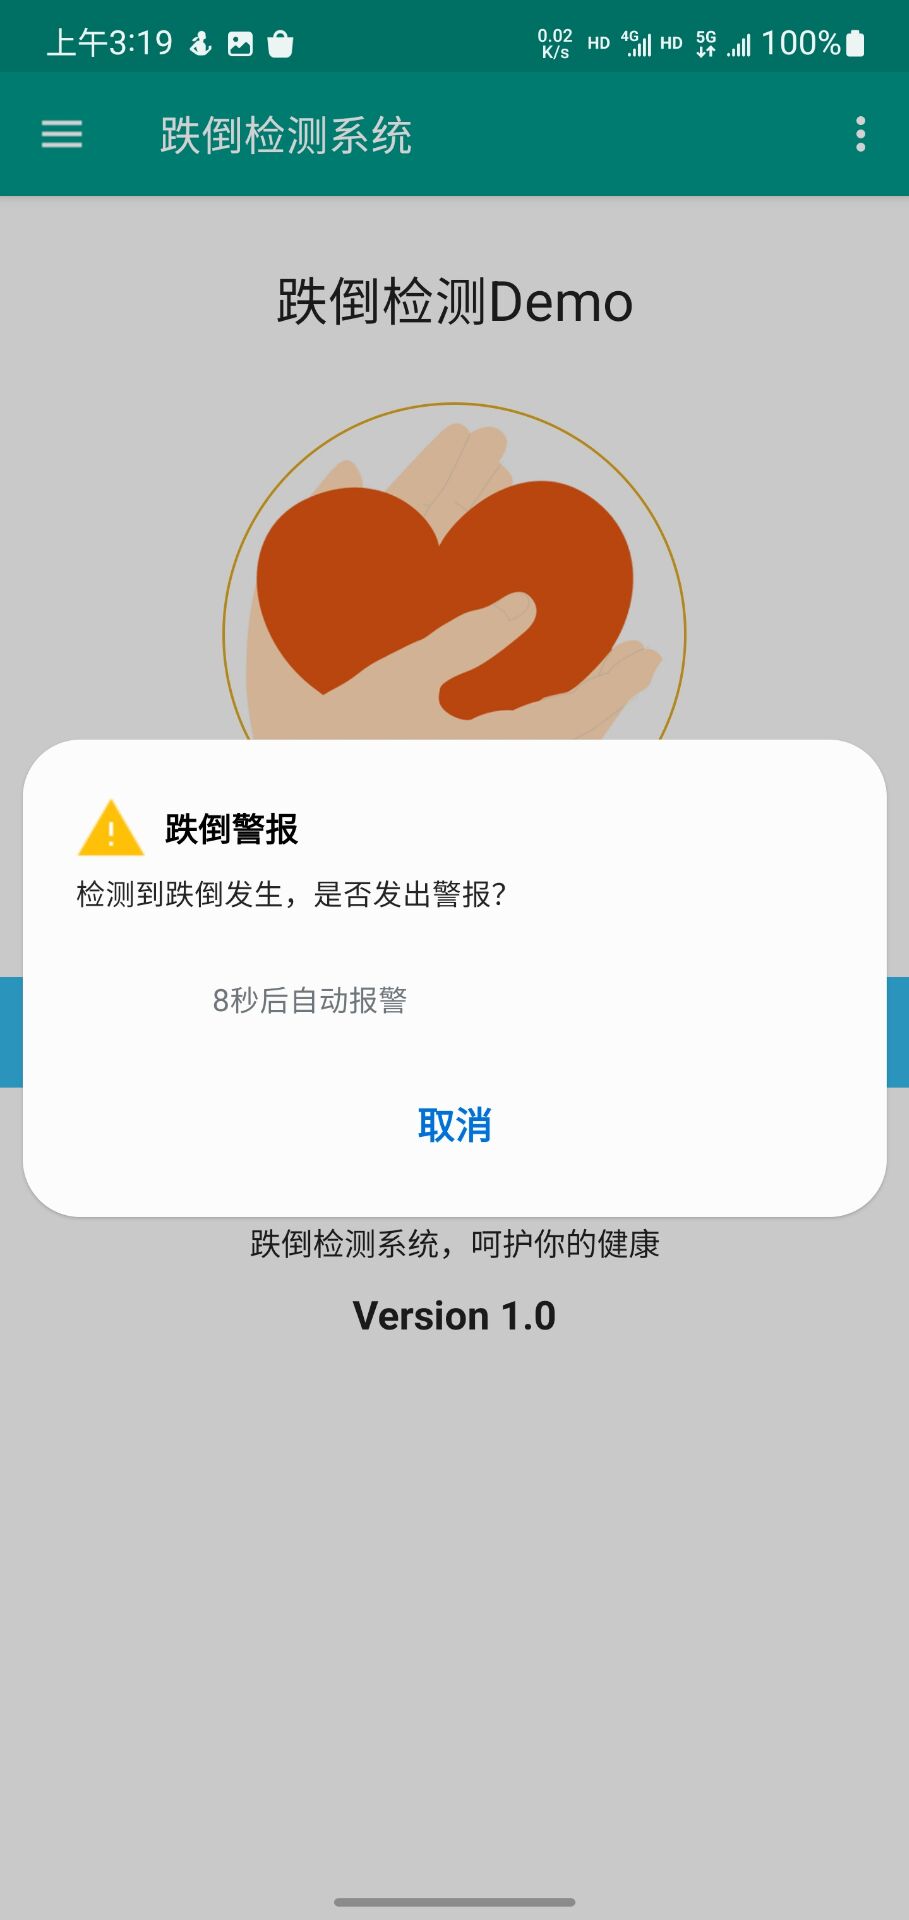 上午3:19
0.02
K/s
HD 4G HD 5G 100%
跌倒检测系统
跌倒检测Demo
跌倒警报
检测到跌倒发生，是否发出警报？
8秒后自动报警
取消
跌倒检测系统，呵护你的健康
Version 1.0